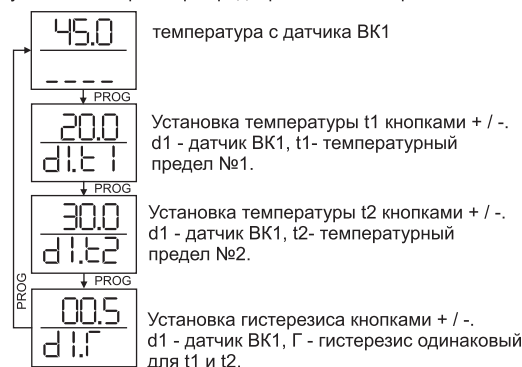 45.0
температура с датчика ВК1
_ _ _ _
PROG
20.0
d1.t1
Установка температуры t1 кнопками + / -.
d1 - датчик ВК1, t1- температурный
предел №1.
PROG
30.0
d1.t2
Установка температуры t2 кнопками + / -.
d1 - датчик ВК1, t2- температурный
предел №2.
PROG
PROG
00.5
d1.Г
Установка гистерезиса кнопками + / -.
d1 - датчик ВК1, Г - гистерезис одинаковый
для t1 и t2.